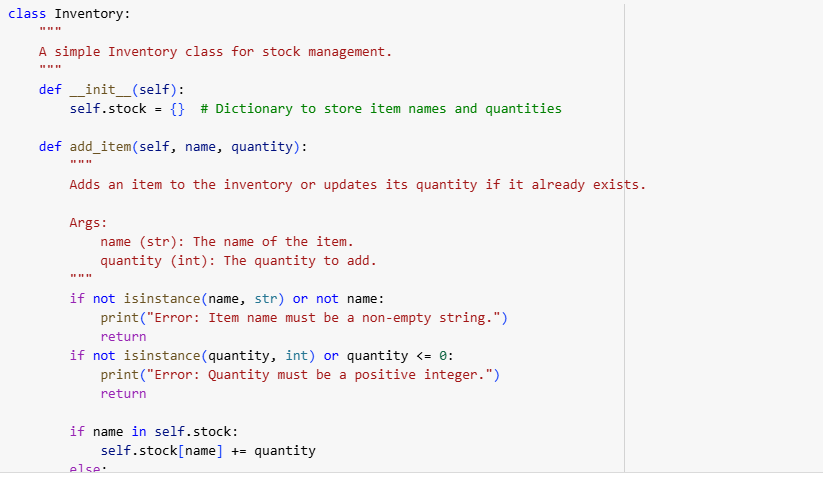 class Inventory:
    """
    A simple Inventory class for stock management.
    """
    def __init__(self):
        self.stock = {}  # Dictionary to store item names and quantities

    def add_item(self, name, quantity):
        """
        Adds an item to the inventory or updates its quantity if it already exists.

        Args:
            name (str): The name of the item.
            quantity (int): The quantity to add.
        """
        if not isinstance(name, str) or not name:
            print("Error: Item name must be a non-empty string.")
            return
        if not isinstance(quantity, int) or quantity <= 0:
            print("Error: Quantity must be a positive integer.")
            return

        if name in self.stock:
            self.stock[name] += quantity
        else: